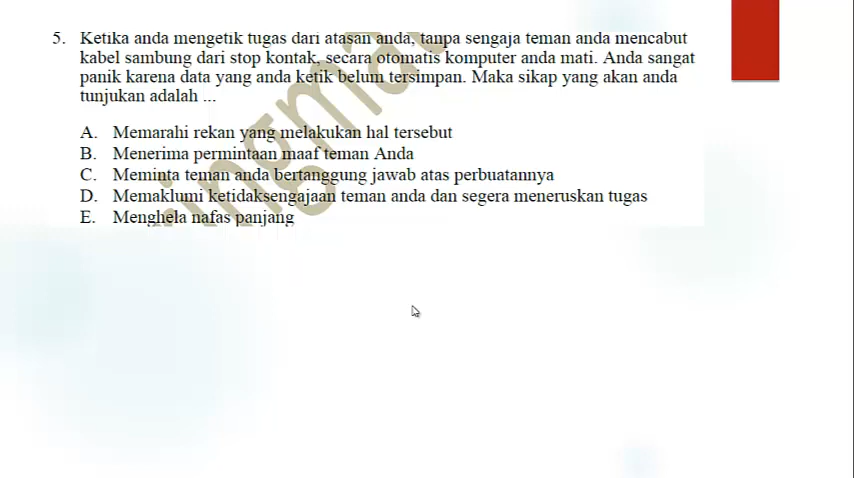 5. Ketika anda mengetik tugas dari atasan anda, tanpa sengaja teman anda mencabut
kabel sambung dari stop kontak, secara otomatis komputer anda mati. Anda sangat
panik karena data yang anda ketik belum tersimpan. Maka sikap yang akan anda
tunjukan adalah ...
A. Memarahi rekan yang melakukan hal tersebut
B. Menerima permintaan maaf teman Anda
C. Meminta teman anda bertanggung jawab atas perbuatannya
D. Memaklumi ketidaksengajaan teman anda dan segera meneruskan tugas
E. Menghela nafas panjang